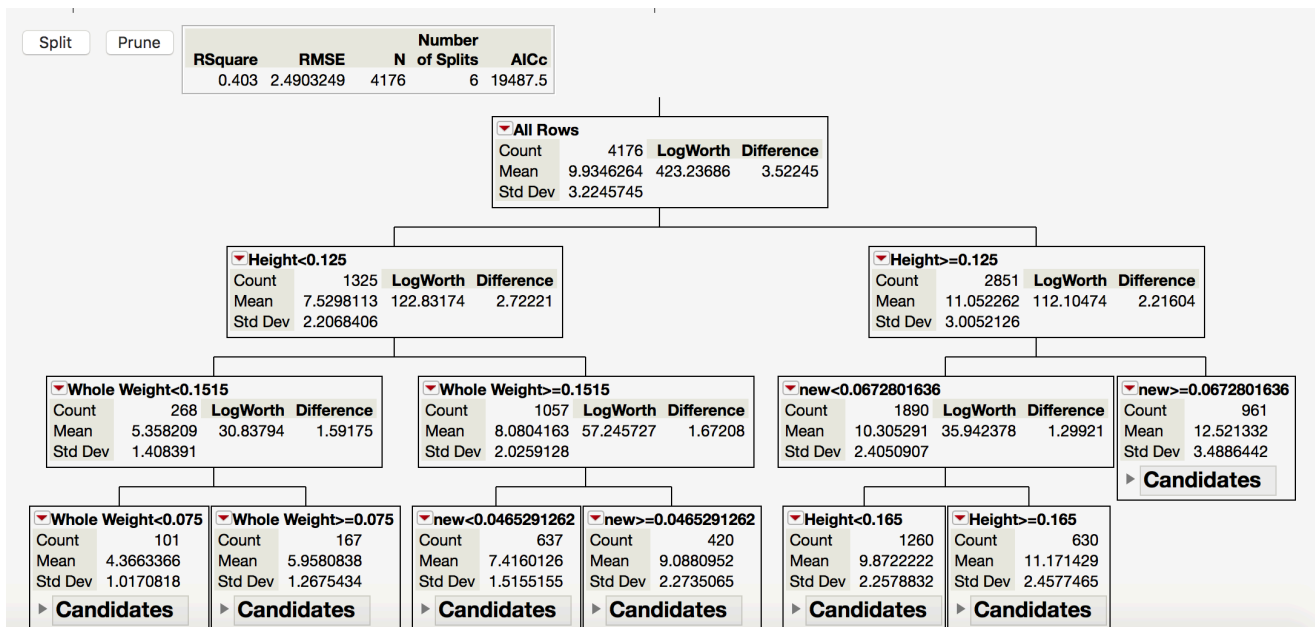 Split Prune
Number
RSquare RMSE N of Splits AICc
0.403 2.4903249 4176 6 19487.5
All Rows
Count 4176 LogWorth Difference
Mean 9.9346264 423.23686 3.52245
Std Dev 3.2245745
Height<0.125
Count 1325 LogWorth Difference
Mean 7.5298113 122.83174 2.72221
Std Dev 2.2068406
Height>=0.125
Count 2851 LogWorth Difference
Mean 11.052262 112.10474 2.21604
Std Dev 3.0052126
Whole Weight<0.1515
Count 268 LogWorth Difference
Mean 5.358209 30.83794 1.59175
Std Dev 1.408391
Whole Weight>=0.1515
Count 1057 LogWorth Difference
Mean 8.0804163 57.245727 1.67208
Std Dev 2.0259128
new<0.0672801636
Count 1890 LogWorth Difference
Mean 10.305291 35.942378 1.29921
Std Dev 2.4050907
new>=0.0672801636
Count 961
Mean 12.521332
Std Dev 3.4886442
Candidates
Whole Weight<0.075
Count 101
Mean 4.3663366
Std Dev 1.0170818
Candidates
Whole Weight>=0.075
Count 167
Mean 5.9580838
Std Dev 1.2675434
Candidates
new<0.0465291262
Count 637
Mean 7.4160126
Std Dev 1.5155155
Candidates
new>=0.0465291262
Count 420
Mean 9.0880952
Std Dev 2.2735065
Candidates
Height<0.165
Count 1260
Mean 9.8722222
Std Dev 2.2578832
Candidates
Height>=0.165
Count 630
Mean 11.171429
Std Dev 2.4577465
Candidates